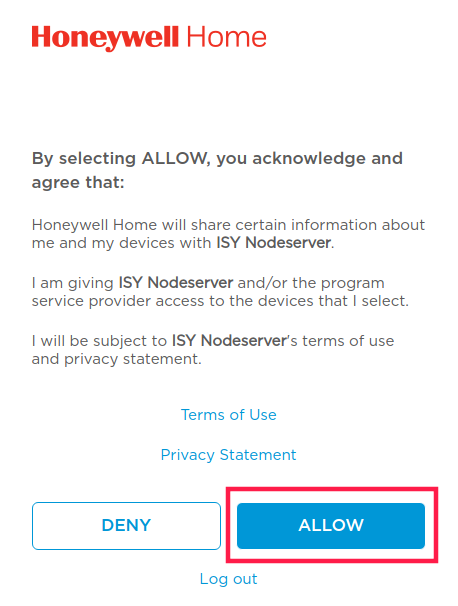 Honeywell Home
By selecting ALLOW, you acknowledge and
agree that:
Honeywell Home will share certain information about
me and my devices with ISY Nodeserver.
I am giving ISY Nodeserver and/or the program
service provider access to the devices that I select.
I will be subject to ISY Nodeserver's terms of use
and privacy statement.
Terms of Use
Privacy Statement
DENY
ALLOW
Log out